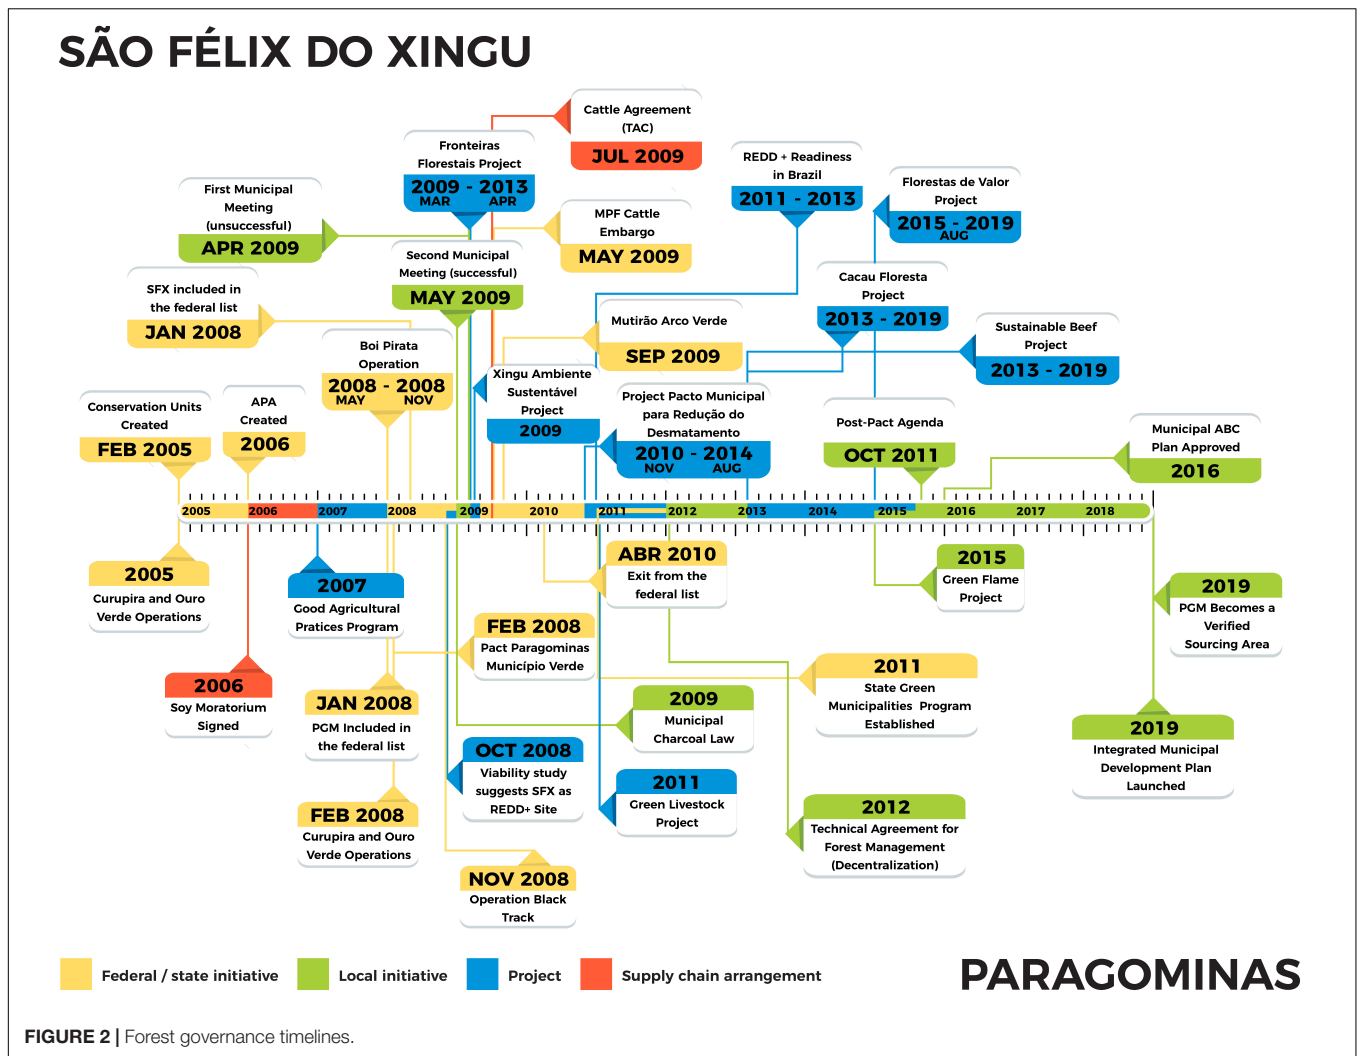 SÃO FÉLIX DO XINGU
Cattle Agreement
(TAC)
JUL 2009
Fronteiras
Florestais Project
2009 - 2013
MAR APR
REDD + Readiness
in Brazil
2011 - 2013
Florestas de Valor
Project
2015 - 2019
AUG
First Municipal
Meeting
(unsuccessful)
APR 2009
MPF Cattle
Embargo
MAY 2009
Second Municipal
Meeting (successful)
MAY 2009
Cacau Floresta
Project
2013 - 2019
SFX included in
the federal list
JAN 2008
Mutirão Arco Verde
SEP 2009
Sustainable Beef
Project
2013 - 2019
Boi Pirata
Operation
2008 - 2008
MAY NOV
Xingu Ambiente
Sustentável
Project
2009
Project Pacto Municipal
para Redução do
Desmatamento
2010 - 2014
NOV AUG
Conservation Units
Created
FEB 2005
APA
Created
2006
Post-Pact Agenda
OCT 2011
Municipal ABC
Plan Approved
2016
2005 2006 2007 2008 2009 2010 2011 2012 2013 2014 2015 2016 2017 2018
2005
Curupira and Ouro
Verde Operations
2007
Good Agricultural
Pratices Program
ABR 2010
Exit from the
federal list
2015
Green Flame
Project
2019
PGM Becomes a
Verified
Sourcing Area
FEB 2008
Pact Paragominas
Município Verde
2006
Soy Moratorium
Signed
JAN 2008
PGM Included in
the federal list
2009
Municipal
Charcoal Law
2011
State Green
Municipalities Program
Established
2019
Integrated Municipal
Development Plan
Launched
OCT 2008
Viability study
suggests SFX as
REDD+ Site
2011
Green Livestock
Project
FEB 2008
Curupira and Ouro
Verde Operations
2012
Technical Agreement for
Forest Management
(Decentralization)
NOV 2008
Operation Black
Track
Federal / state initiative
Local initiative
Project
Supply chain arrangement
PARAGOMINAS
FIGURE 2 | Forest governance timelines.